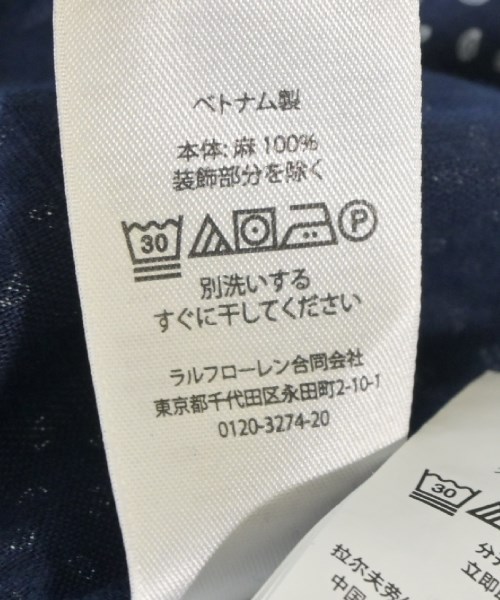 ベトナム製
本体: 麻 100%
装飾部分を除く
30
P
別洗いする
すぐに干してください
ラルフローレン合同会社
東京都千代田区永田町2-10-1
0120-3274-20
30
立即
拉尔夫劳
中国